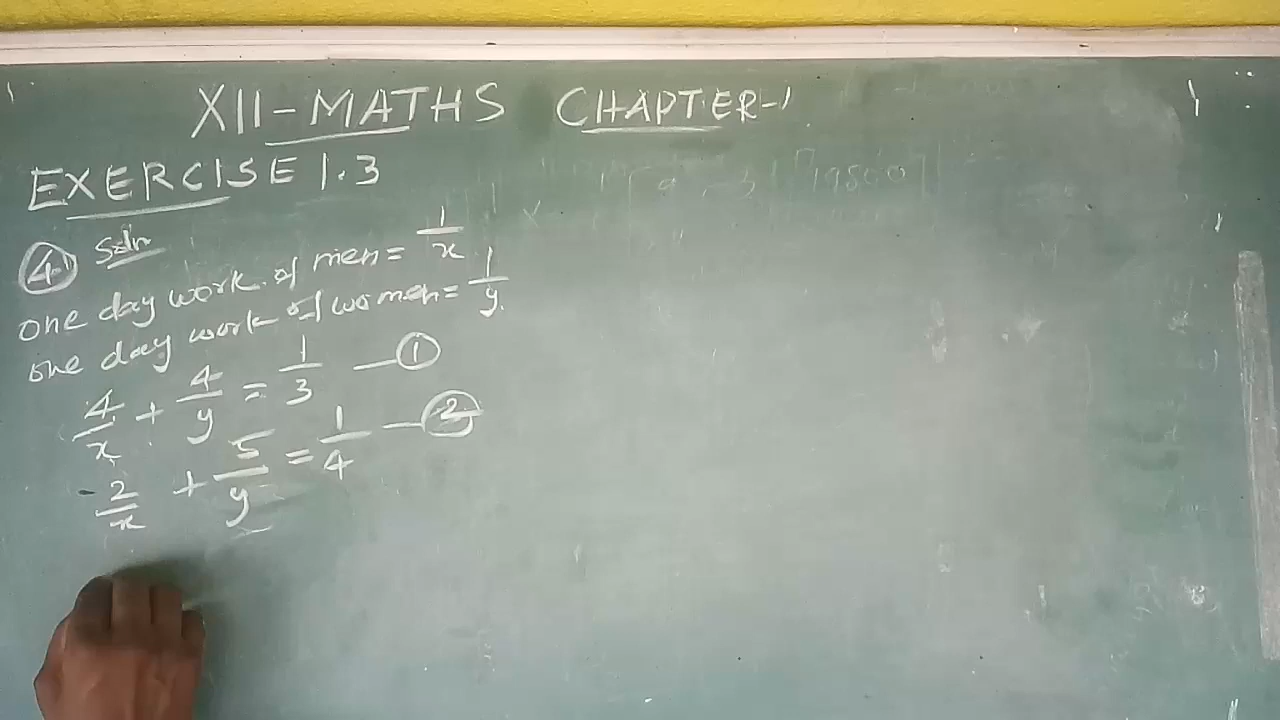 XII-MATHS CHAPTER-1
EXERCISE 1.3
4 Soln
one day work of men = 1/x
one day work of women = 1/y.
4/x + 4/y = 1/3 — 1
2/x + 5/y = 1/4 — 2